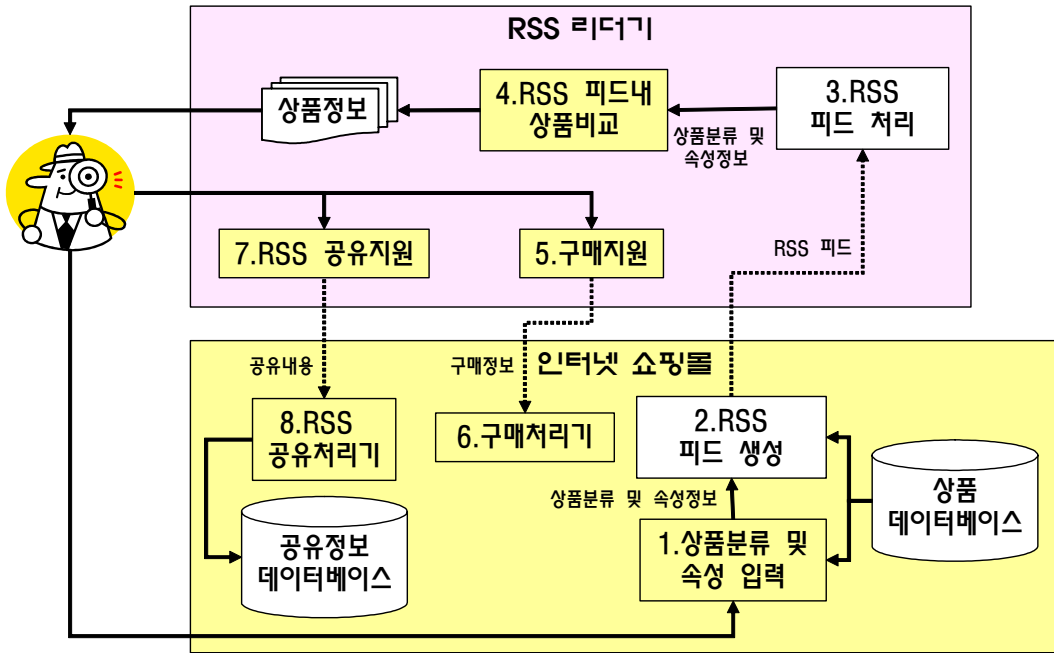 RSS 리더기
상품정보
4.RSS 피드내
상품비교
3.RSS
피드 처리
상품분류 및
속성정보
7.RSS 공유지원
5.구매지원
RSS 피드
공유내용
구매정보
인터넷 쇼핑몰
8.RSS
공유처리기
6.구매처리기
2.RSS
피드 생성
상품분류 및 속성정보
상품
데이터베이스
공유정보
데이터베이스
1.상품분류 및
속성 입력